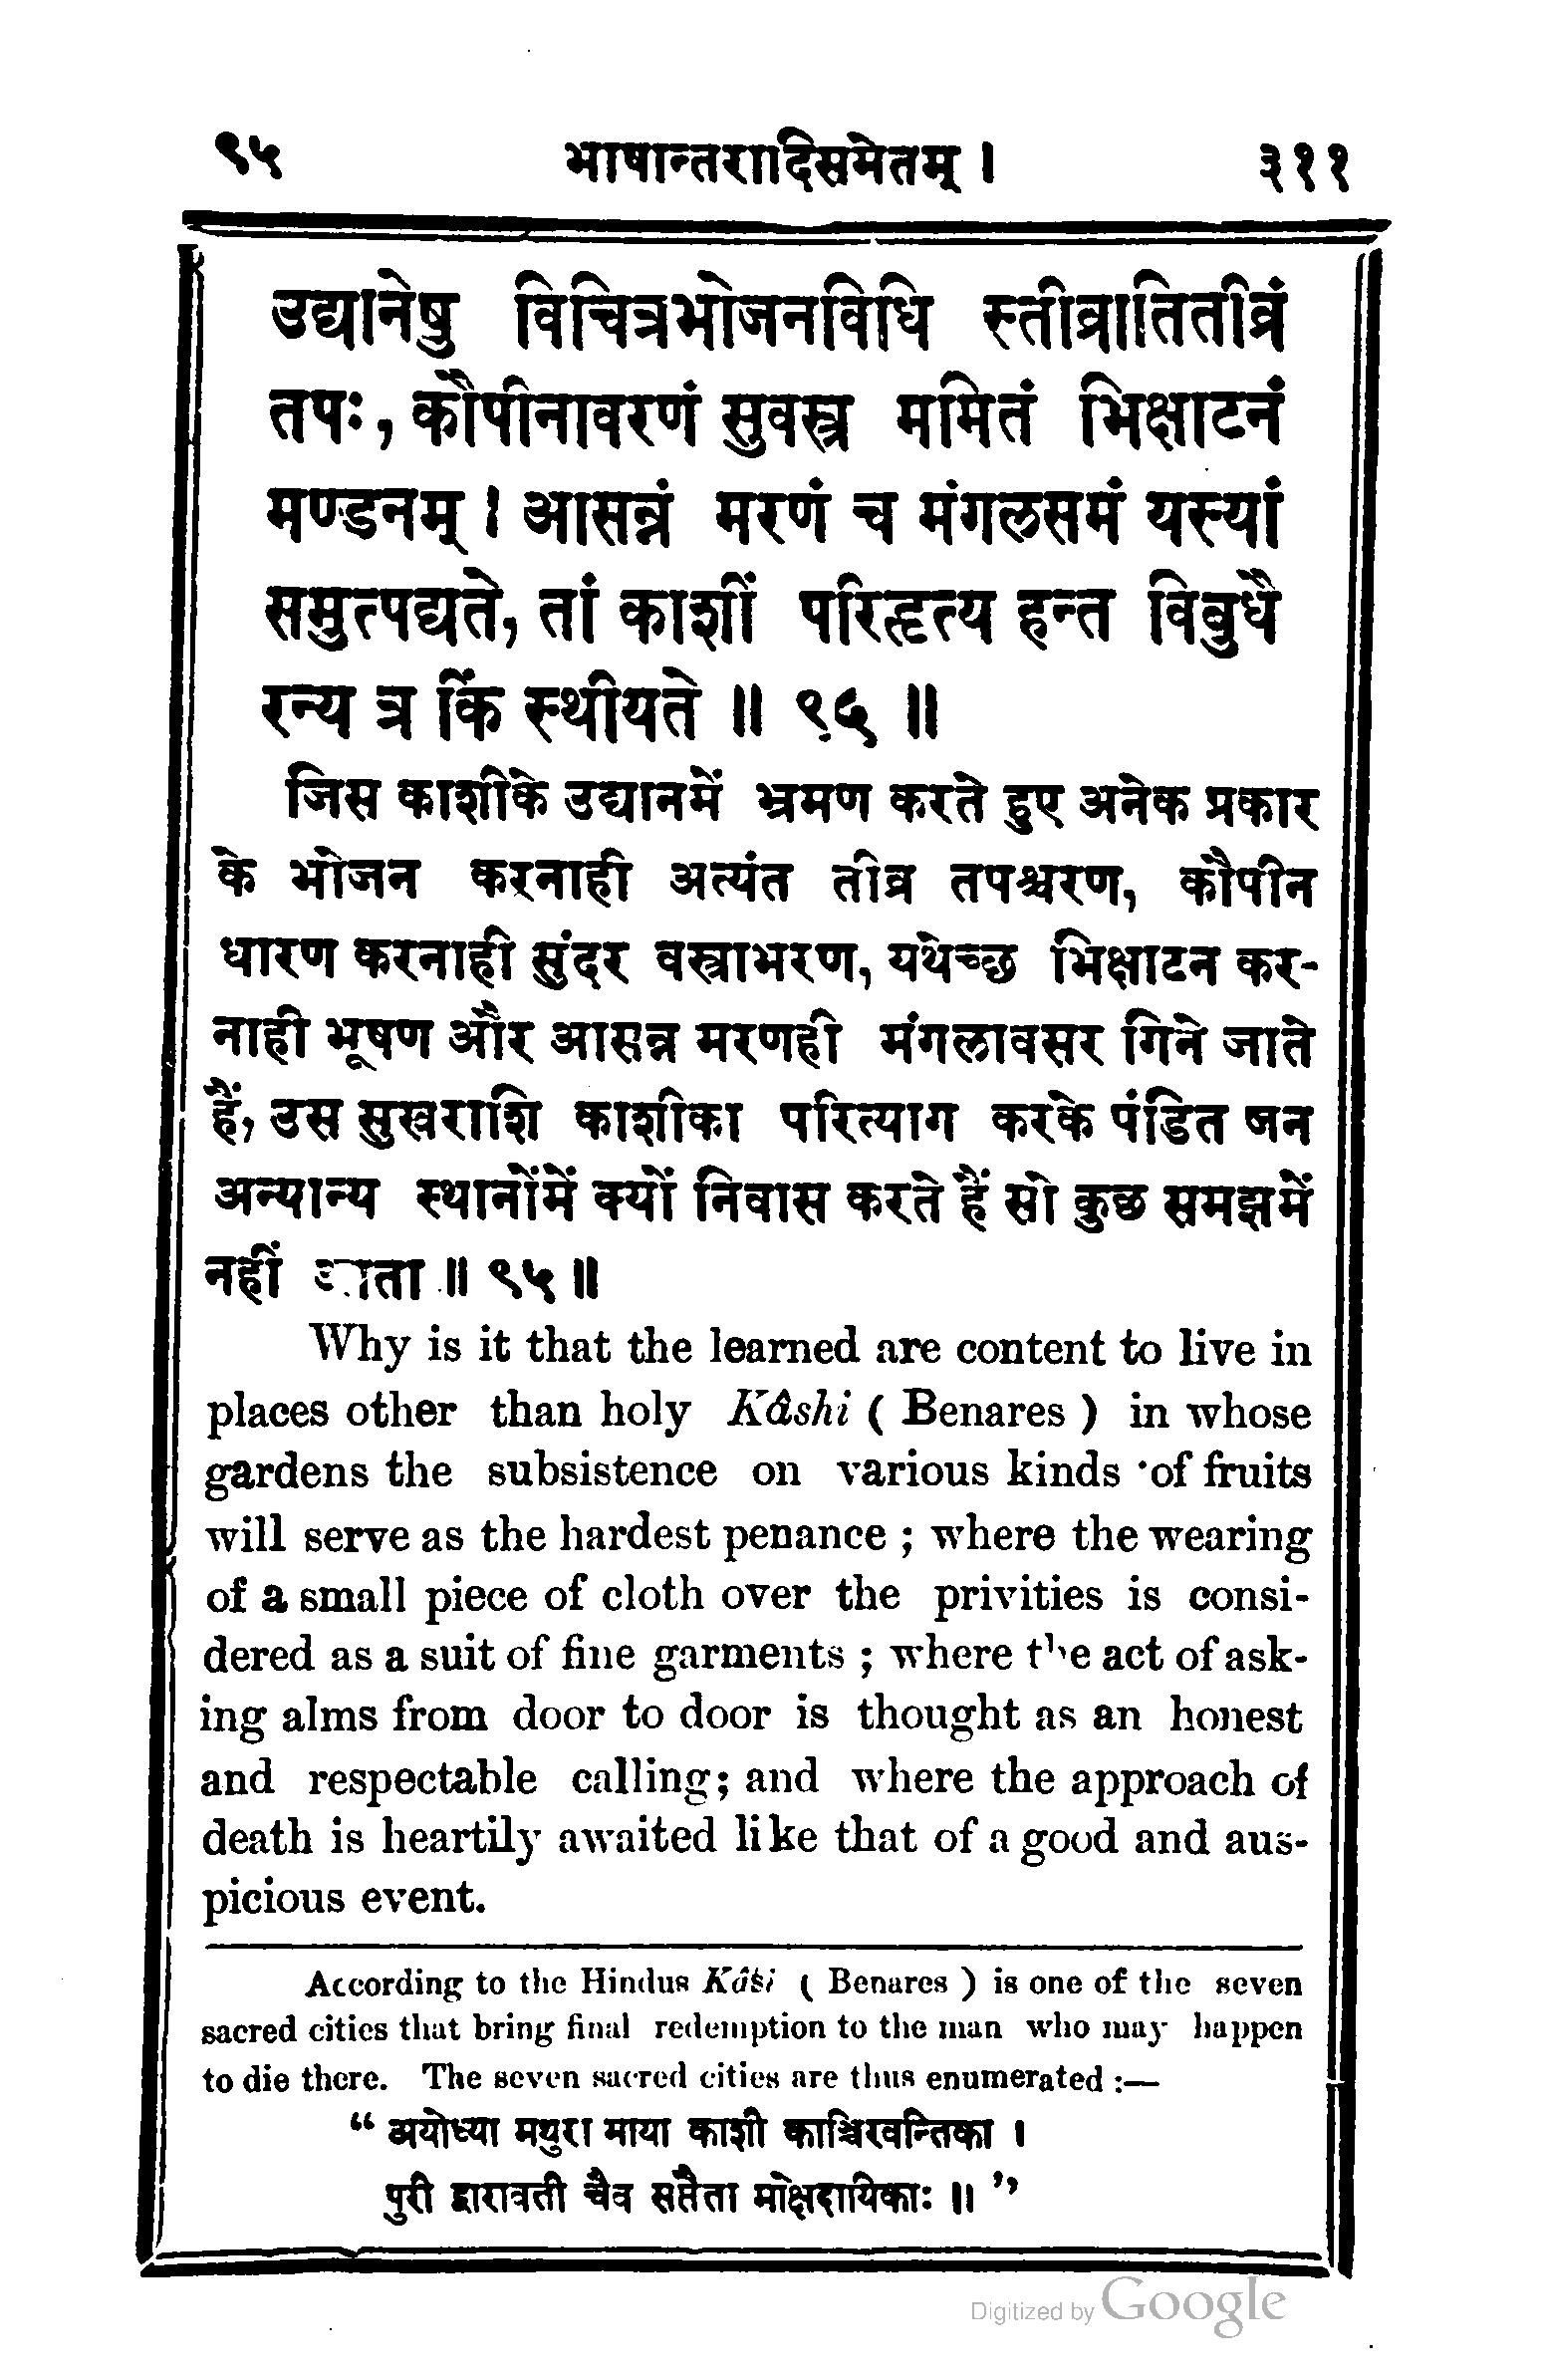 ९५ भाषान्तरादिसमेतम् । ३११
उद्यानेषु विचित्रभोजनविधि स्तीव्रातितीव्रं
तपः, कौपीनावरणं सुवस्त्र ममितं भिक्षाटनं
मण्डनम् । आसन्नं मरणं च मंगलसमं यस्यां
समुत्पद्यते, तां काशीं परिहृत्य हन्त विबुधै
रन्य त्र किं स्थीयते ॥ ९५ ॥
जिस काशीके उद्यानमें भ्रमण करते हुए अनेक प्रकार
के भोजन करनाही अत्यंत तीव्र तपश्चरण, कौपीन
धारण करनाही सुंदर वस्त्राभरण, यथेच्छ भिक्षाटन कर-
नाही भूषण और आसन्न मरणही मंगलावसर गिने जाते
हैं, उस सुखराशि काशीका परित्याग करके पंडित जन
अन्यान्य स्थानोंमें क्यों निवास करते हैं सो कुछ समझमें
नहीं आता ॥ ९५ ॥
Why is it that the learned are content to live in
places other than holy Kâshi ( Benares ) in whose
gardens the subsistence on various kinds of fruits
will serve as the hardest penance ; where the wearing
of a small piece of cloth over the privities is consi-
dered as a suit of fine garments ; where the act of ask-
ing alms from door to door is thought as an honest
and respectable calling; and where the approach of
death is heartily awaited like that of a good and aus-
picious event.
According to the Hindus Kâśi ( Benares ) is one of the seven
sacred cities that bring final redemption to the man who may happen
to die there. The seven sacred cities are thus enumerated :—
“ अयोध्या मथुरा माया काशी काञ्चिरवन्तिका ।
पुरी द्वारावती चैव सप्तैता मोक्षदायिकाः ॥ ”
Digitized by Google